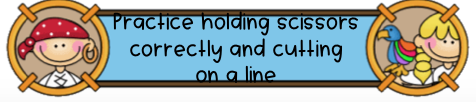 Practice holding scissors
correctly and cutting
on a line